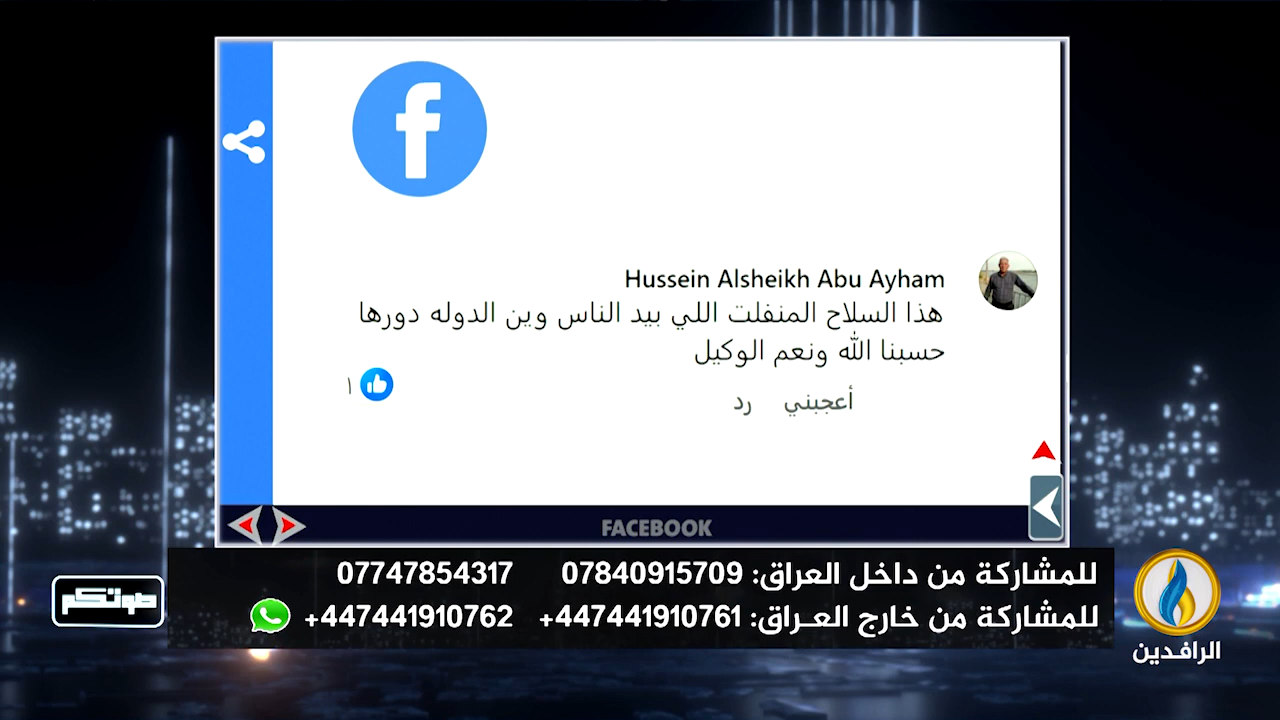 Hussein Alsheikh Abu Ayham
هذا السلاح المنفلت اللي بيد الناس وين الدوله دورها
حسبنا الله ونعم الوكيل
١
أعجبني رد
FACEBOOK
للمشاركة من داخل العراق: 07840915709 07747854317
للمشاركة من خارج العـراق: 447441910761+ 447441910762+
صوتكم
الرافدين